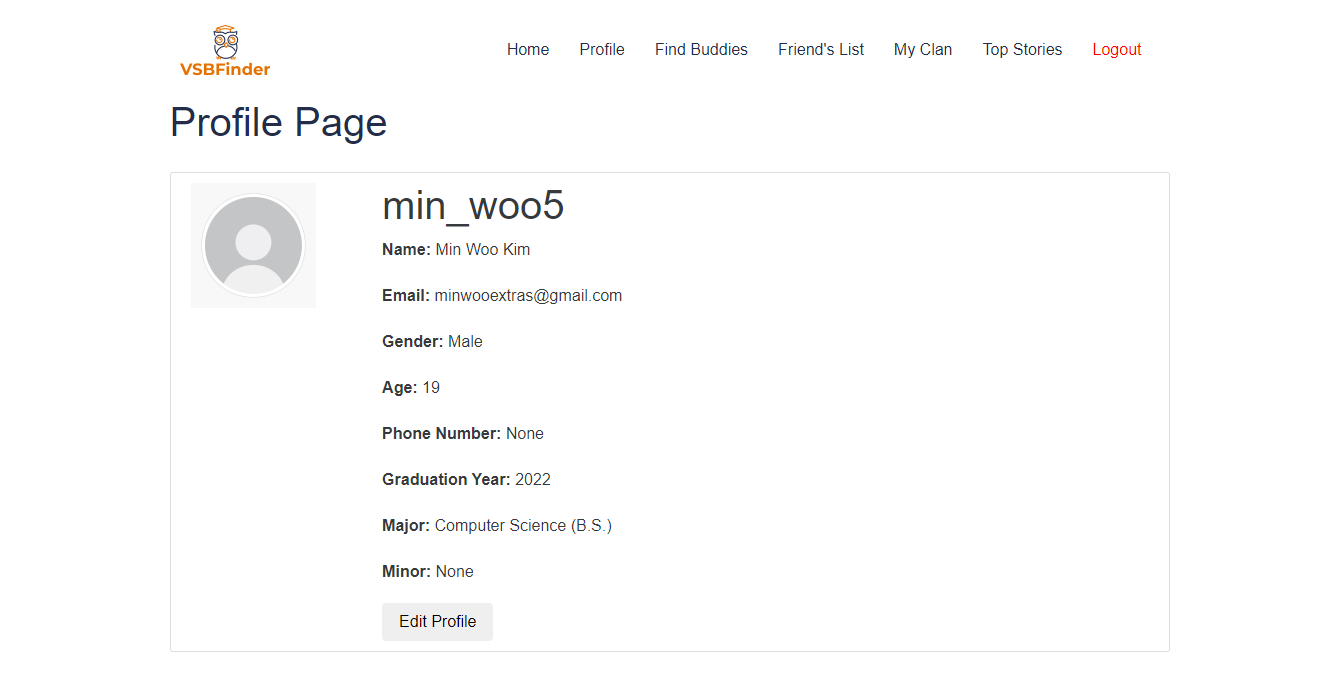 VSBFinder
Home Profile Find Buddies Friend's List My Clan Top Stories Logout
Profile Page
min_woo5
Name: Min Woo Kim
Email: minwooextras@gmail.com
Gender: Male
Age: 19
Phone Number: None
Graduation Year: 2022
Major: Computer Science (B.S.)
Minor: None
Edit Profile